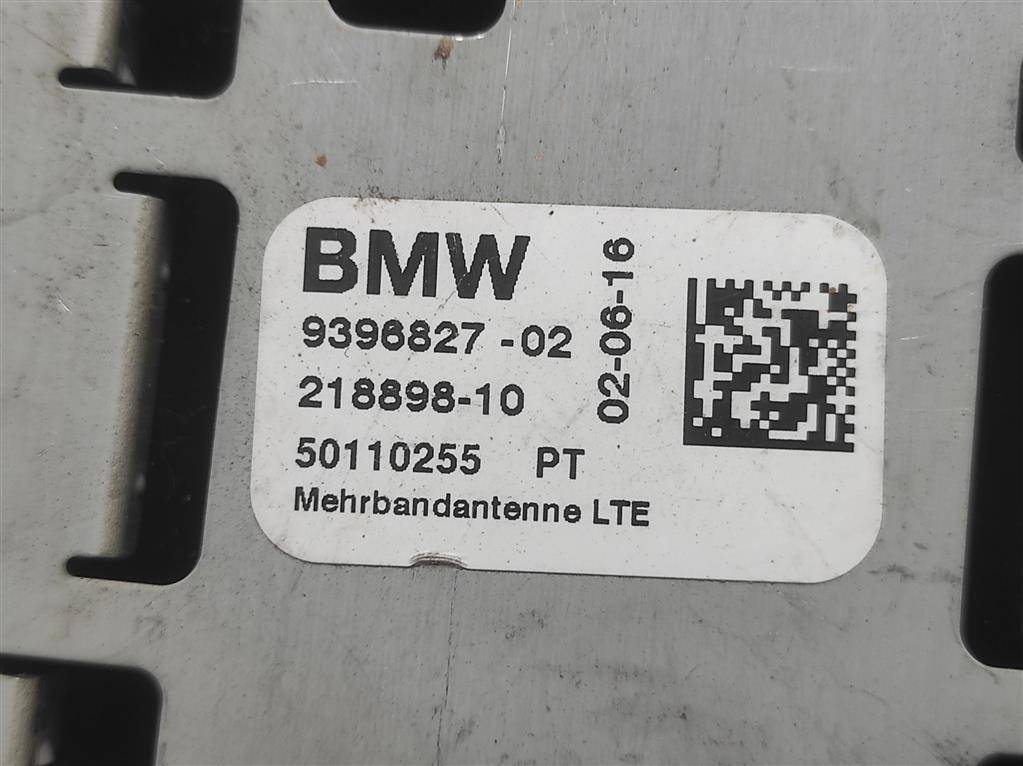 BMW
9396827 -02
218898-10
50110255 PT
Mehrbandantenne LTE
02-06-16